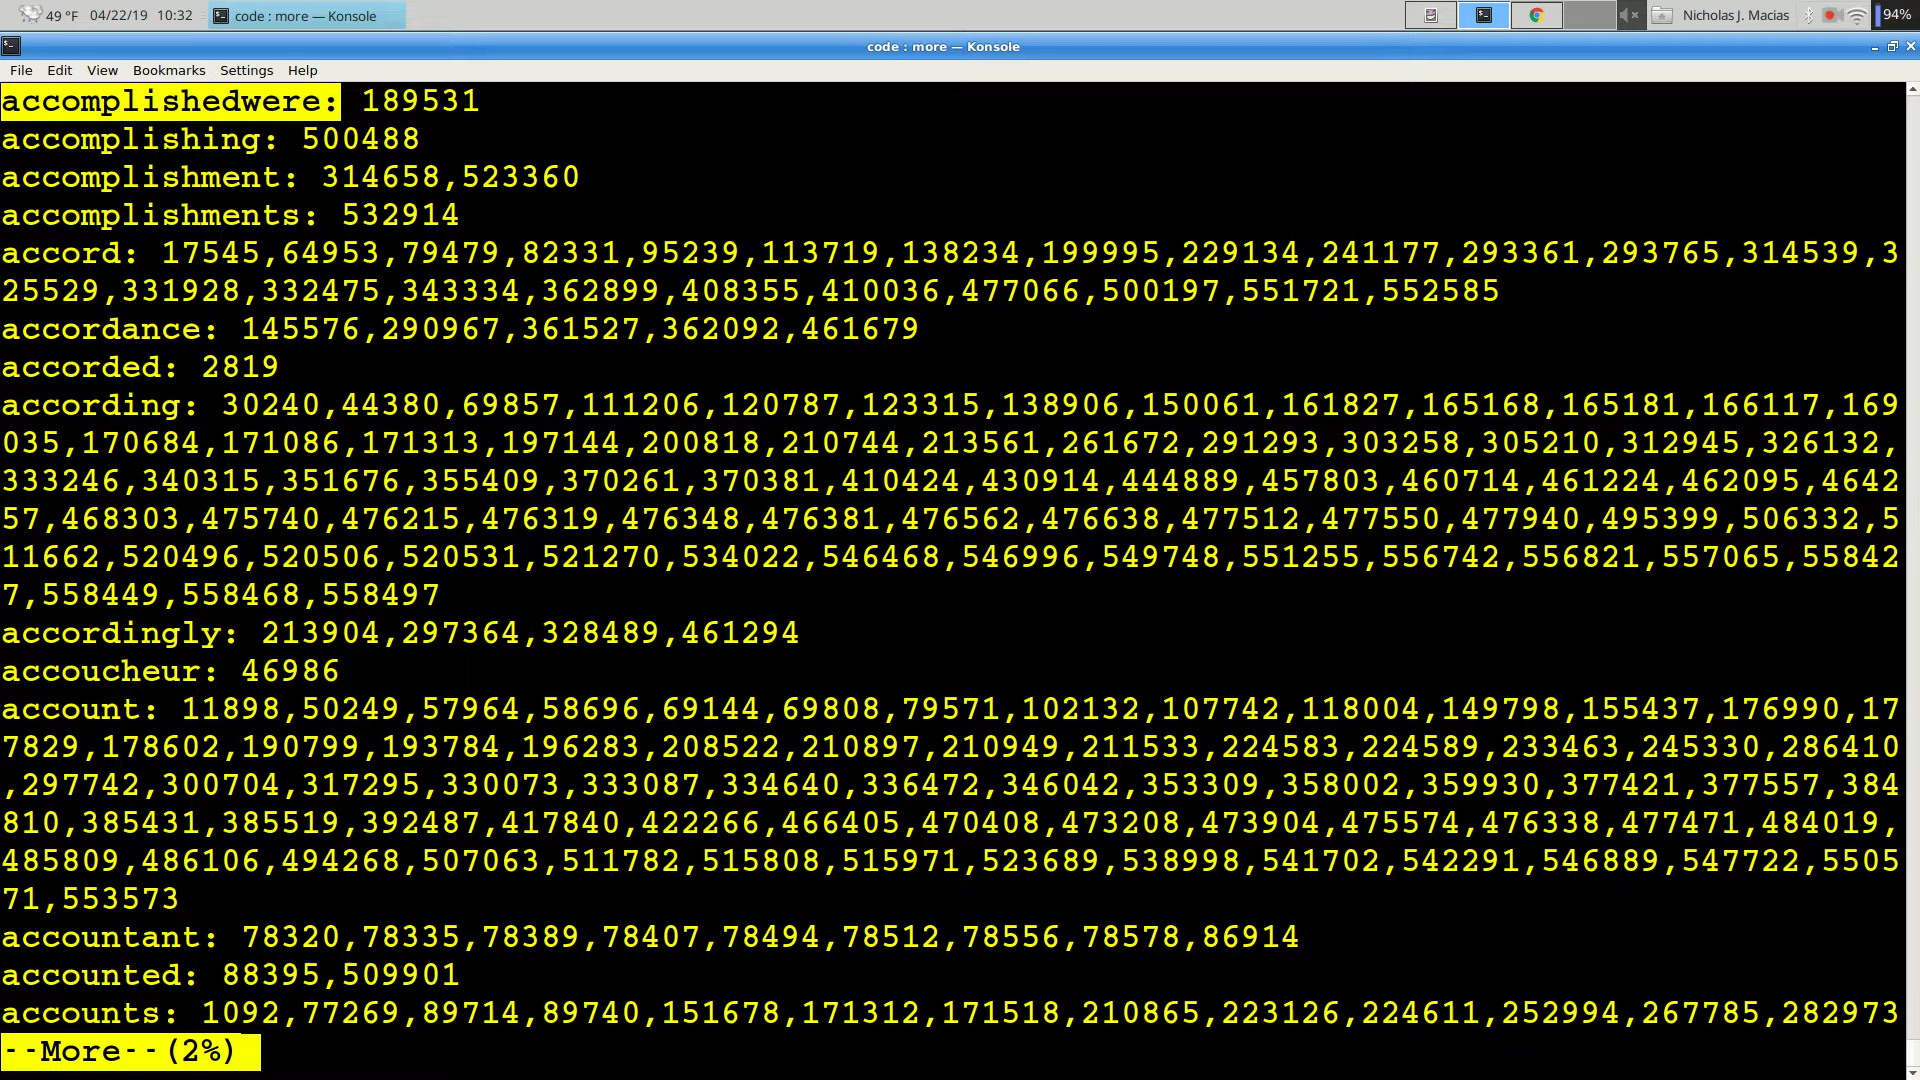 49 °F 04/22/19 10:32 code : more — Konsole Nicholas J. Macias 94%
code : more — Konsole
File Edit View Bookmarks Settings Help
accomplishedwere: 189531
accomplishing: 500488
accomplishment: 314658,523360
accomplishments: 532914
accord: 17545,64953,79479,82331,95239,113719,138234,199995,229134,241177,293361,293765,314539,3
25529,331928,332475,343334,362899,408355,410036,477066,500197,551721,552585
accordance: 145576,290967,361527,362092,461679
accorded: 2819
according: 30240,44380,69857,111206,120787,123315,138906,150061,161827,165168,165181,166117,169
035,170684,171086,171313,197144,200818,210744,213561,261672,291293,303258,305210,312945,326132,
333246,340315,351676,355409,370261,370381,410424,430914,444889,457803,460714,461224,462095,4642
57,468303,475740,476215,476319,476348,476381,476562,476638,477512,477550,477940,495399,506332,5
11662,520496,520506,520531,521270,534022,546468,546996,549748,551255,556742,556821,557065,55842
7,558449,558468,558497
accordingly: 213904,297364,328489,461294
accoucheur: 46986
account: 11898,50249,57964,58696,69144,69808,79571,102132,107742,118004,149798,155437,176990,17
7829,178602,190799,193784,196283,208522,210897,210949,211533,224583,224589,233463,245330,286410
,297742,300704,317295,330073,333087,334640,336472,346042,353309,358002,359930,377421,377557,384
810,385431,385519,392487,417840,422266,466405,470408,473208,473904,475574,476338,477471,484019,
485809,486106,494268,507063,511782,515808,515971,523689,538998,541702,542291,546889,547722,5505
71,553573
accountant: 78320,78335,78389,78407,78494,78512,78556,78578,86914
accounted: 88395,509901
accounts: 1092,77269,89714,89740,151678,171312,171518,210865,223126,224611,252994,267785,282973
--More--(2%)